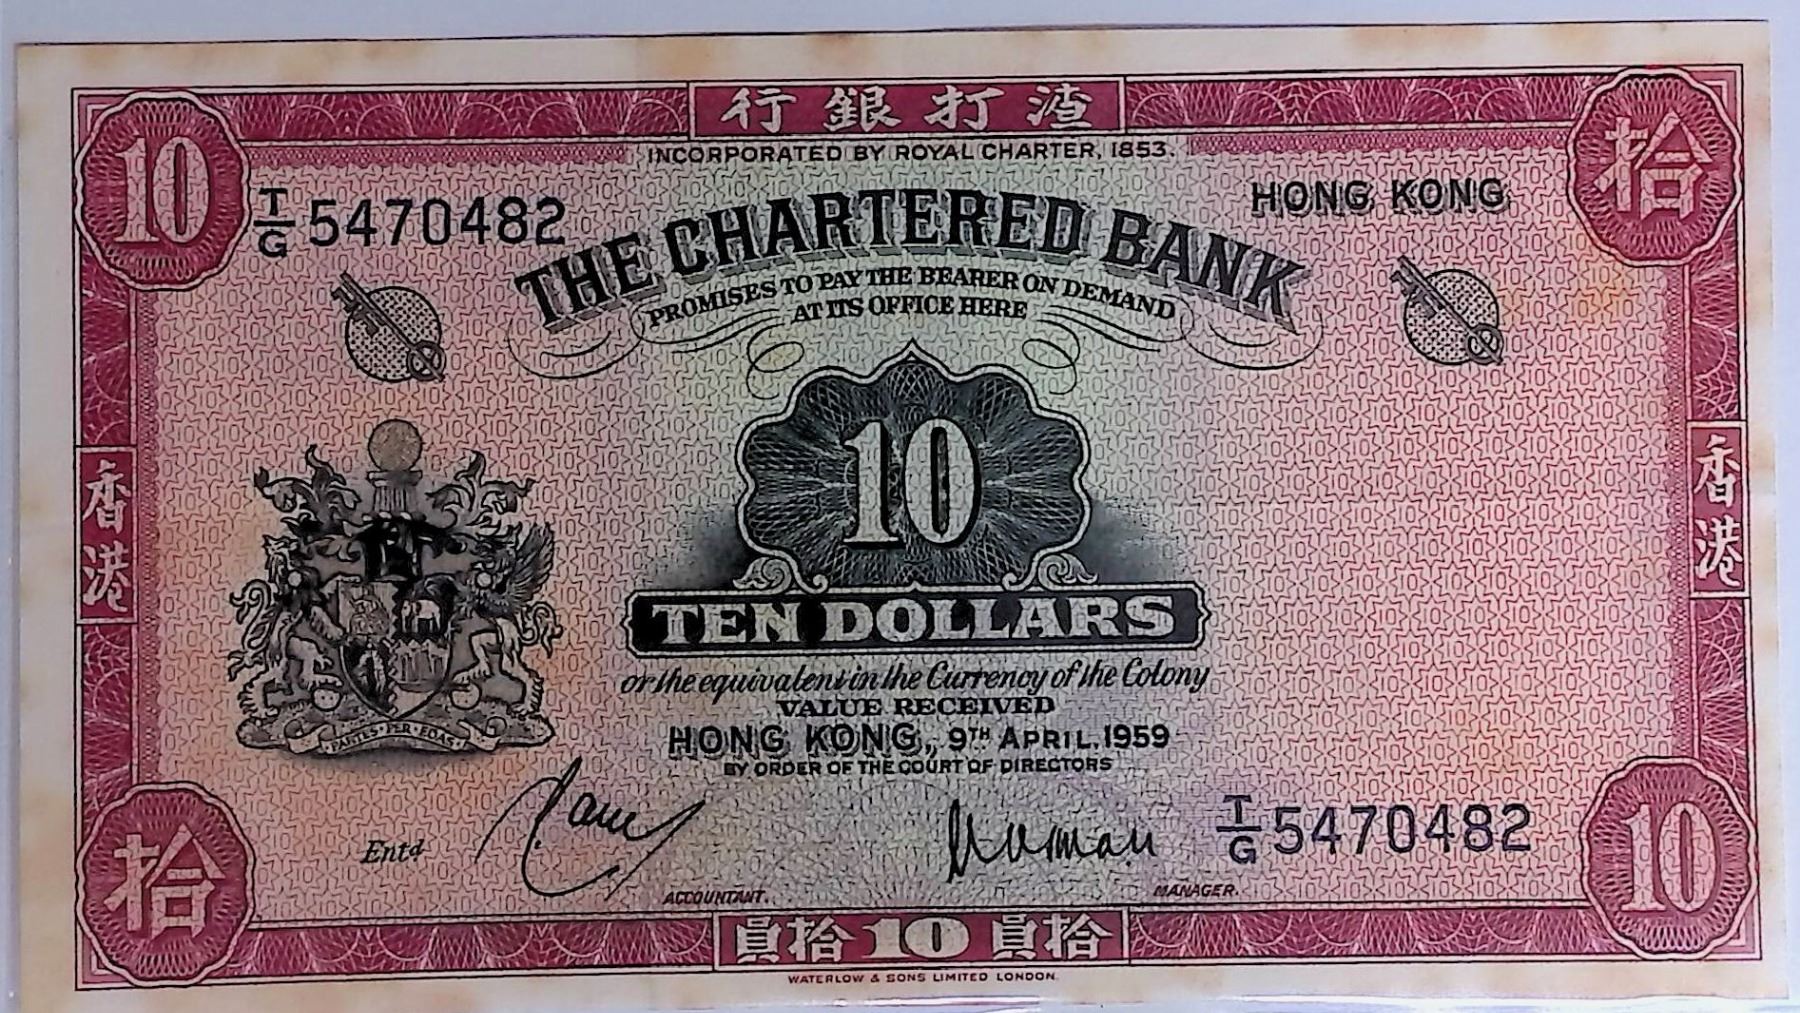 行銀打渣
INCORPORATED BY ROYAL CHARTER, 1853.
10
拾
T/G 5470482
HONG KONG
THE CHARTERED BANK
PROMISES TO PAY THE BEARER ON DEMAND
AT ITS OFFICE HERE
10
香港
香港
TEN DOLLARS
or the equivalent in the Currency of the Colony
VALUE RECEIVED
HONG KONG, 9TH APRIL, 1959
BY ORDER OF THE COURT OF DIRECTORS
T/G 5470482
Entd
ACCOUNTANT.
MANAGER.
拾
10
員拾 10 員拾
WATERLOW & SONS LIMITED LONDON.